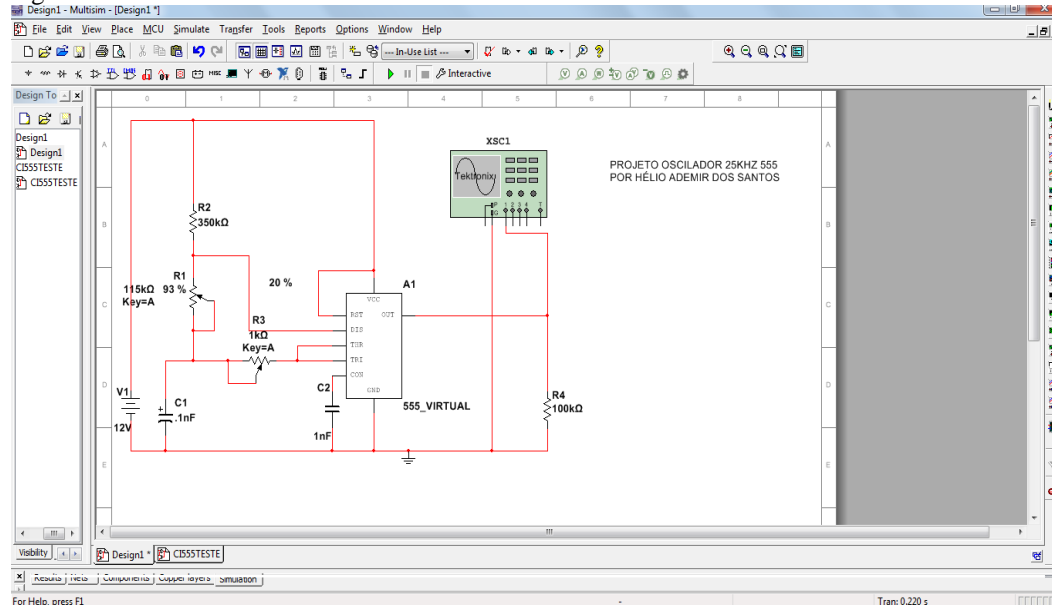 Design1 - Multisim - [Design1 *]
File Edit View Place MCU Simulate Transfer Tools Reports Options Window Help
--- In-Use List ---
Interactive
Design To
0 1 2 3 4 5 6 7 8
Design1
Design1
CI555TESTE
CI555TESTE
A
A
XSC1
Tektronix
P
G
1 2 3 4 T
PROJETO OSCILADOR 25KHZ 555
POR HÉLIO ADEMIR DOS SANTOS
R2
350kΩ
B
B
R1
115kΩ 93 %
Key=A
20 %
A1
C
C
VCC
RST OUT
DIS
THR
TRI
CON
GND
R3
1kΩ
Key=A
D
D
V1
12V
C1
.1nF
C2
1nF
555_VIRTUAL
R4
100kΩ
E
E
Visibility
Design1 *
CI555TESTE
Results Nets Components Copper layers Simulation
For Help, press F1
-
Tran: 0.220 s